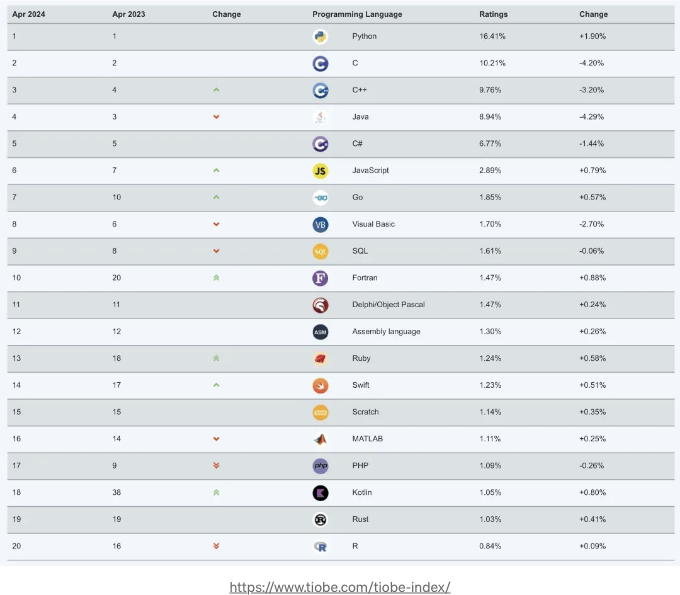 Apr 2024 Apr 2023 Change Programming Language Ratings Change
1 1 Python 16.41% +1.90%
2 2 C 10.21% -4.20%
3 4 C++ 9.76% -3.20%
4 3 Java 8.94% -4.29%
5 5 C# 6.77% -1.44%
6 7 JS JavaScript 2.89% +0.79%
7 10 GO Go 1.85% +0.57%
8 6 VB Visual Basic 1.70% -2.70%
9 8 SQL SQL 1.61% -0.06%
10 20 F Fortran 1.47% +0.88%
11 11 Delphi/Object Pascal 1.47% +0.24%
12 12 ASM Assembly language 1.30% +0.26%
13 18 Ruby 1.24% +0.58%
14 17 Swift 1.23% +0.51%
15 15 Scratch 1.14% +0.35%
16 14 MATLAB 1.11% +0.25%
17 9 php PHP 1.09% -0.26%
18 38 Kotlin 1.05% +0.80%
19 19 R Rust 1.03% +0.41%
20 16 R R 0.84% +0.09%
https://www.tiobe.com/tiobe-index/